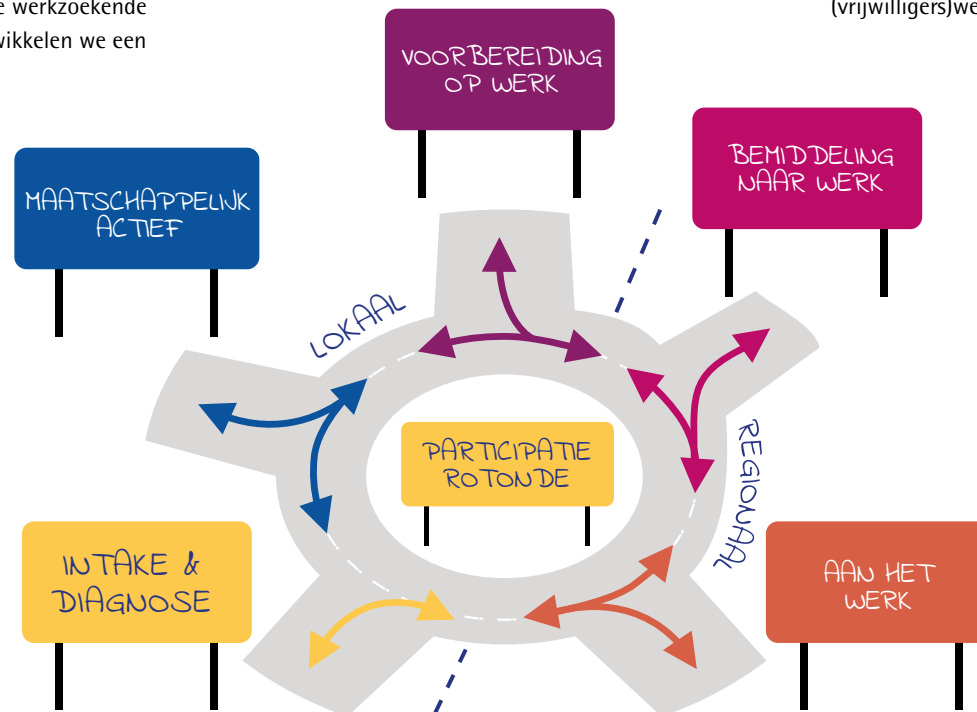 e werkzoekende
wikkelen we een
(vrijwilligers)we
VOORBEREIDING
OP WERK
BEMIDDELING
NAAR WERK
MAATSCHAPPELIJK
ACTIEF
LOKAAL
PARTICIPATIE
ROTONDE
REGIONAAL
INTAKE &
DIAGNOSE
AAN HET
WERK